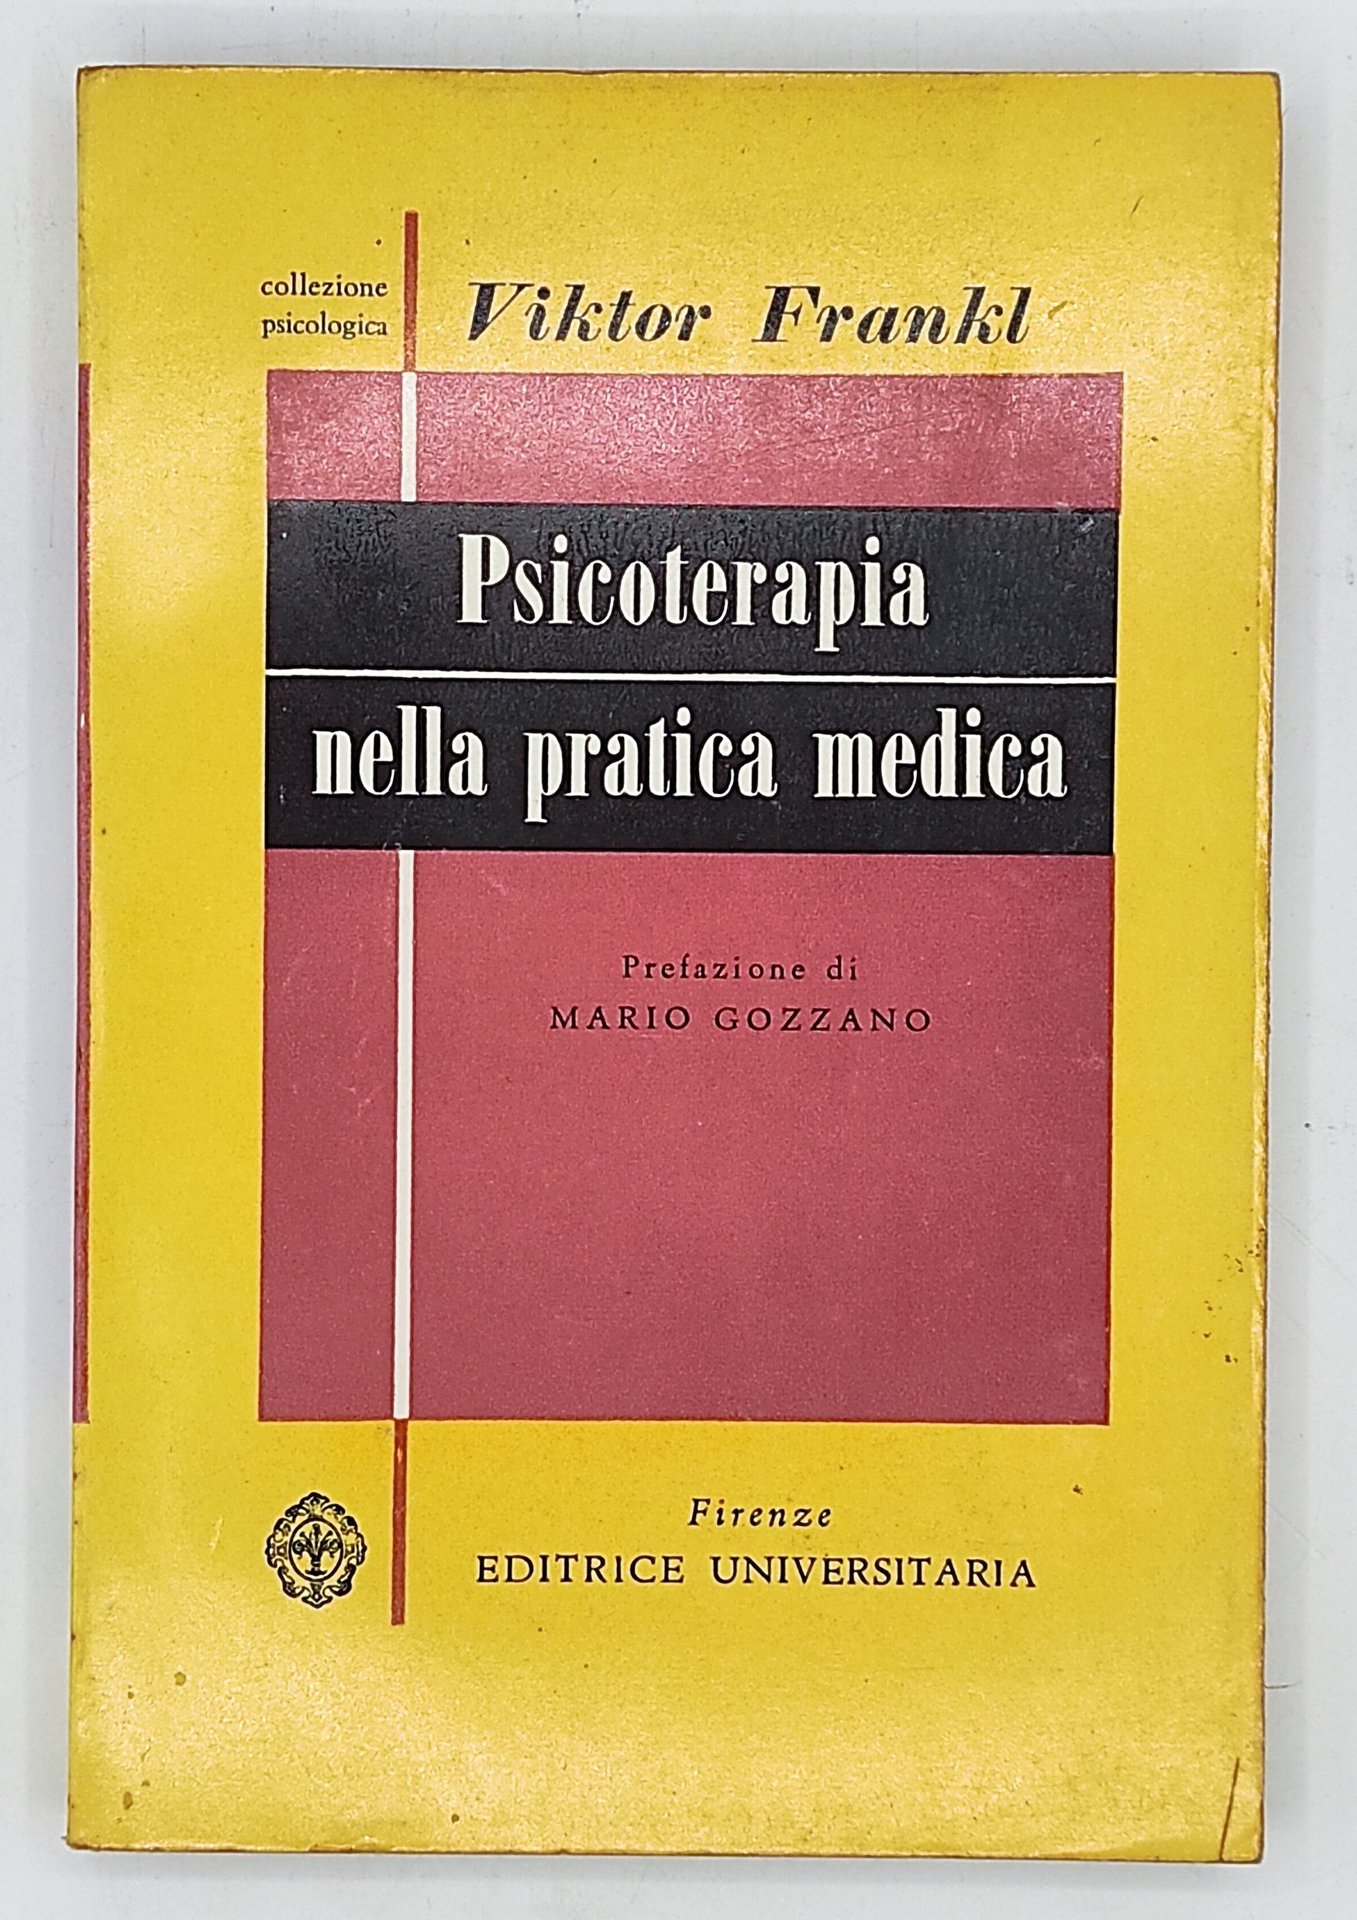 collezione
psicologica
Viktor Frankl
Psicoterapia
nella pratica medica
Prefazione di
MARIO GOZZANO
Firenze
EDITRICE UNIVERSITARIA